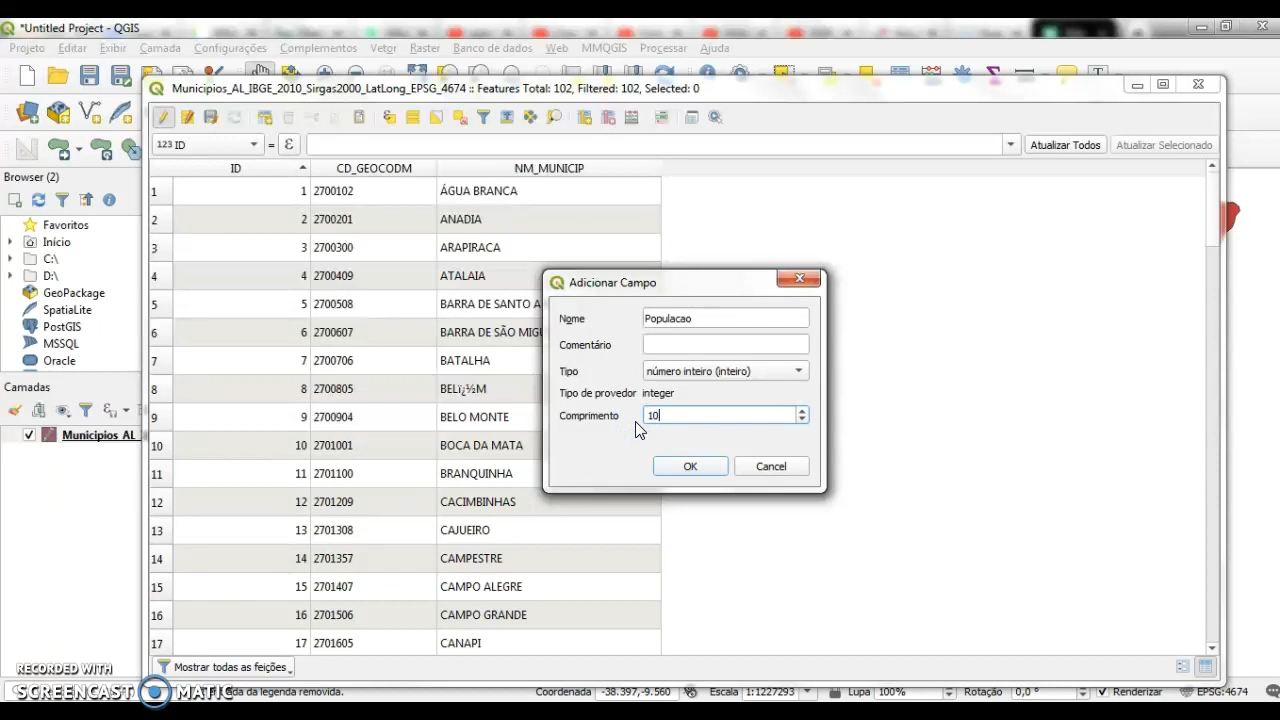 *Untitled Project - QGIS
Projeto Editar Exibir Camada Configurações Complementos Vetor Raster Banco de dados Web MMQGIS Processar Ajuda
Municipios_AL_IBGE_2010_Sirgas2000_LatLong_EPSG_4674 :: Features Total: 102, Filtered: 102, Selected: 0
123 ID = ε Atualizar Todos Atualizar Selecionado
ID CD_GEOCODM NM_MUNICIP
1 1 2700102 ÁGUA BRANCA
2 2 2700201 ANADIA
3 3 2700300 ARAPIRACA
4 4 2700409 ATALAIA
5 5 2700508 BARRA DE SANTO A
6 6 2700607 BARRA DE SÃO MIGU
7 7 2700706 BATALHA
8 8 2700805 BELï¿½M
9 9 2700904 BELO MONTE
10 10 2701001 BOCA DA MATA
11 11 2701100 BRANQUINHA
12 12 2701209 CACIMBINHAS
13 13 2701308 CAJUEIRO
14 14 2701357 CAMPESTRE
15 15 2701407 CAMPO ALEGRE
16 16 2701506 CAMPO GRANDE
17 17 2701605 CANAPI
Mostrar todas as feições
Browser (2)
Favoritos
Início
C:\
D:\
GeoPackage
SpatiaLite
PostGIS
MSSQL
Oracle
Camadas
Municipios_AL
Adicionar Campo
Nome Populacao
Comentário
Tipo número inteiro (inteiro)
Tipo de provedor integer
Comprimento 10
OK Cancel
RECORDED WITH
SCREENCAST MATIC
da legenda removida. Coordenada -38.397,-9.560 Escala 1:1227293 Lupa 100% Rotação 0,0 ° Renderizar EPSG:4674